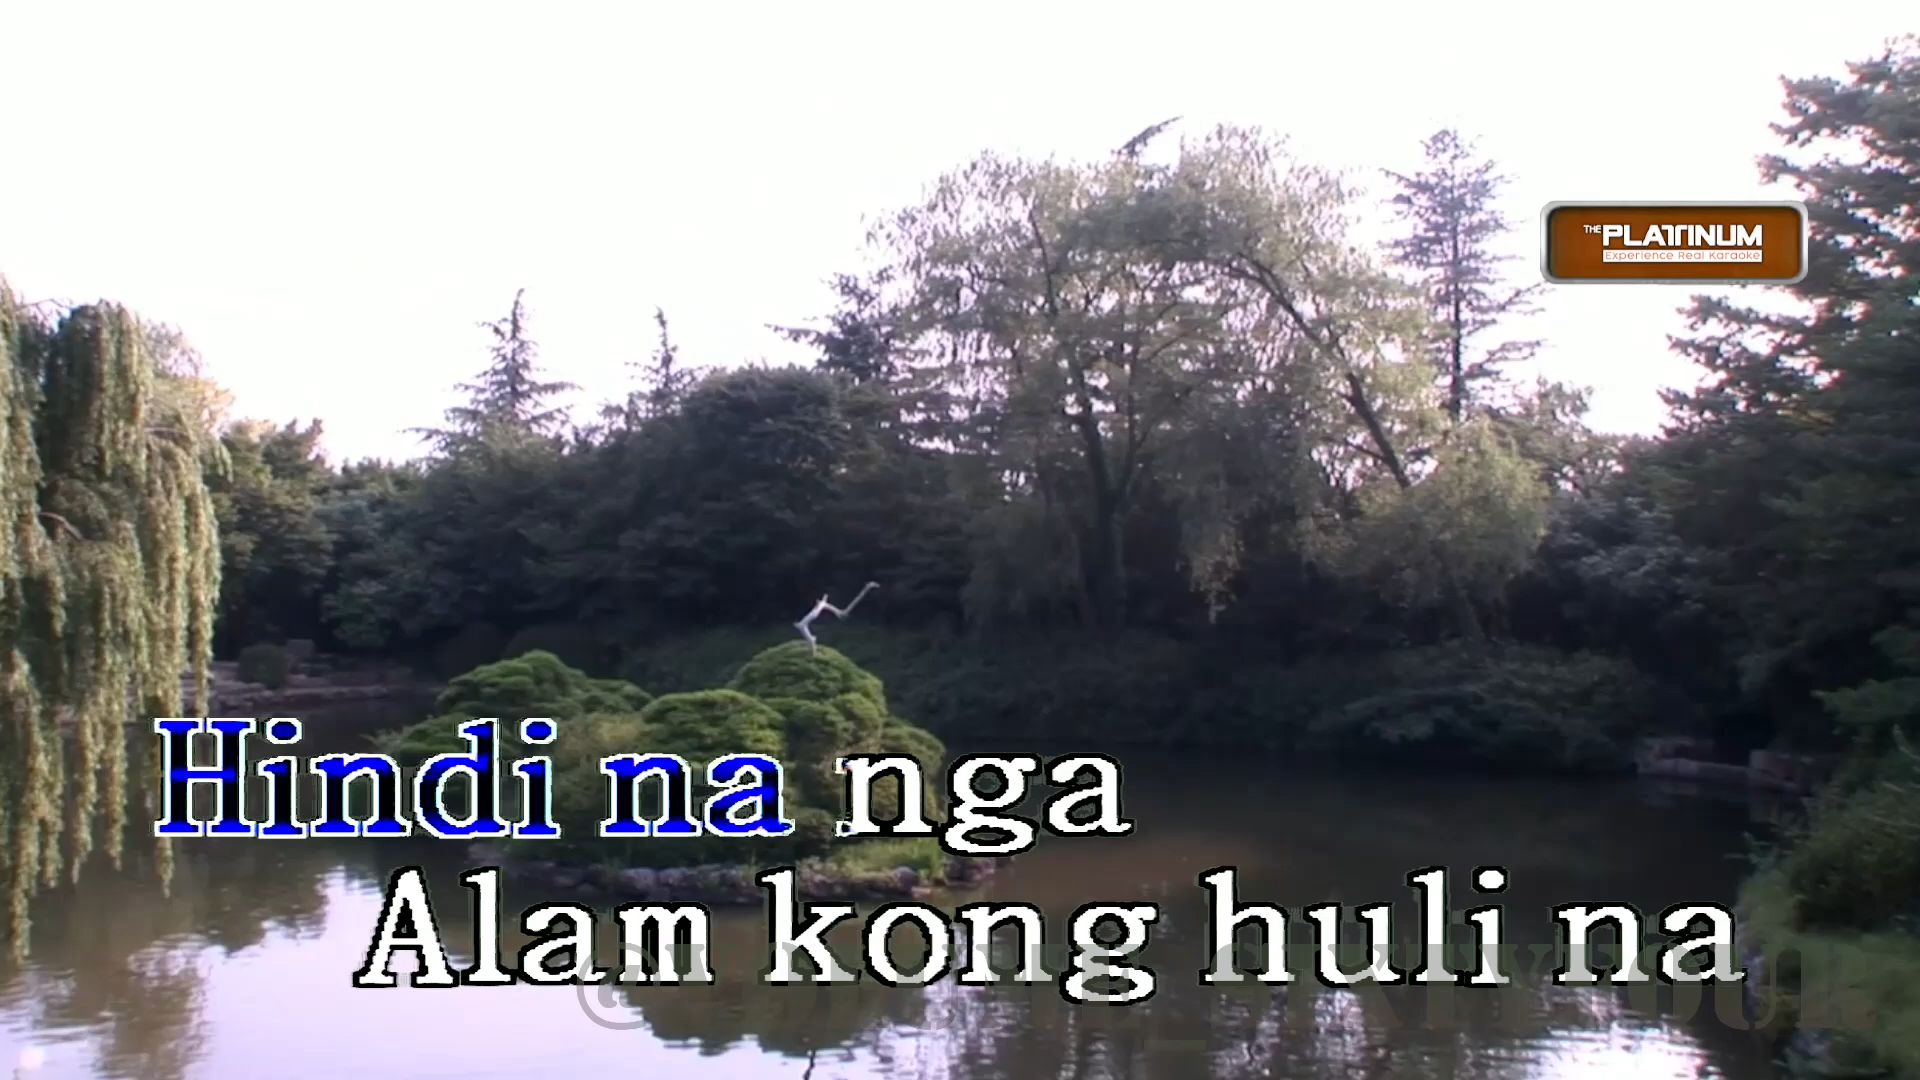 THE PLATINUM
Experience Real Karaoke
Hindi na nga
Alam kong huli na